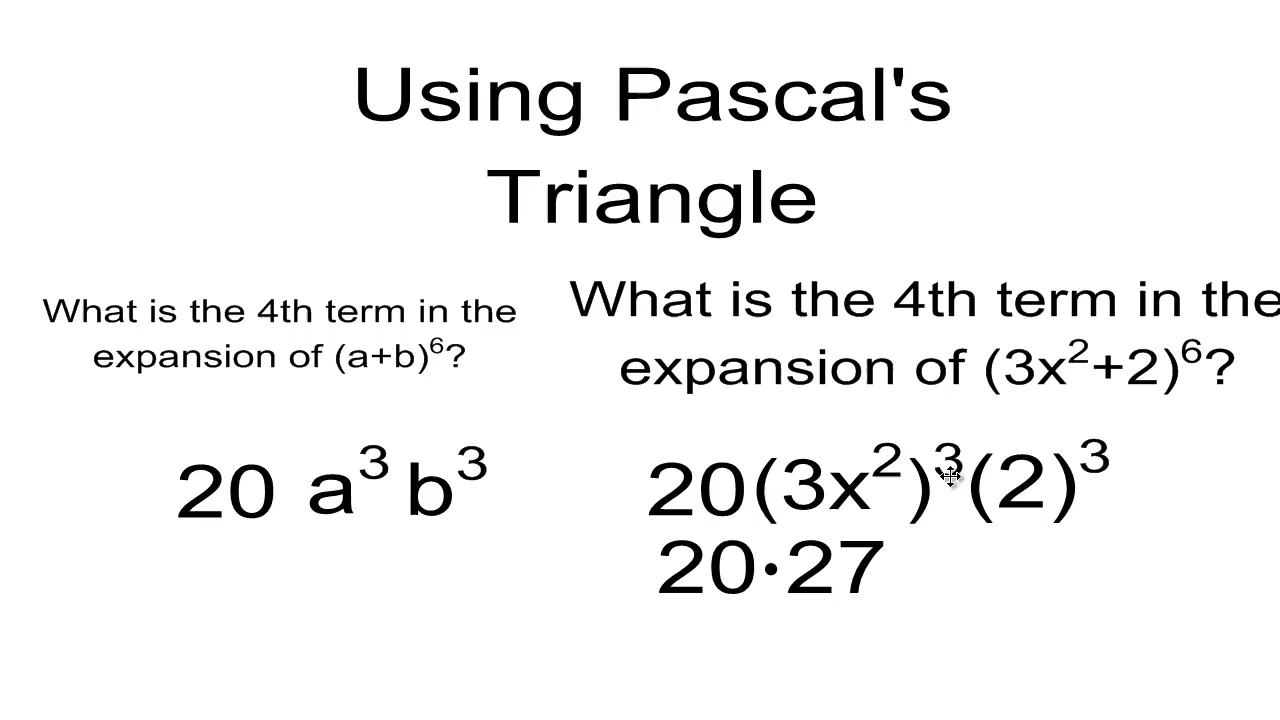 Using Pascal's
Triangle
What is the 4th term in the
expansion of (a+b)⁶?
20 a³ b³
What is the 4th term in the
expansion of (3x²+2)⁶?
20(3x²)³(2)³
20·27